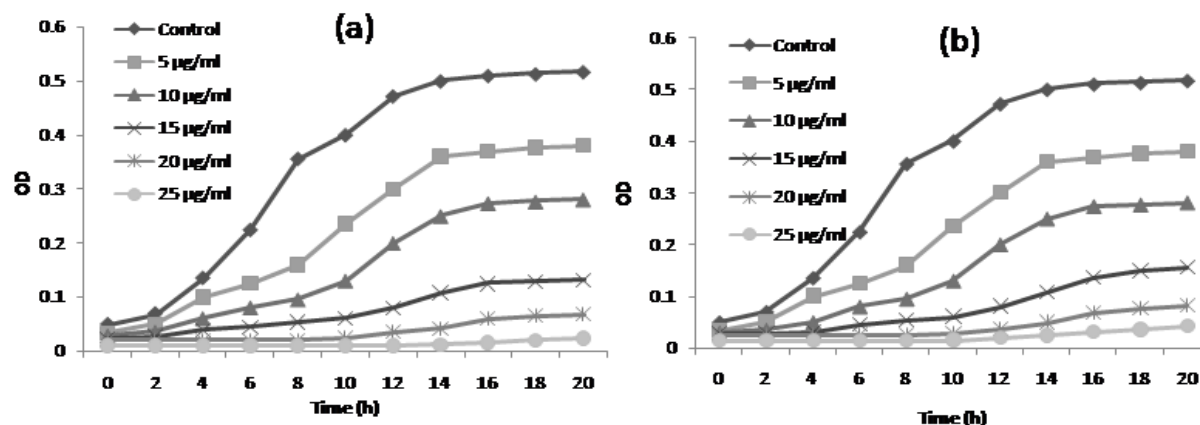 (a)
0.6
0.5
0.4
0.3
0.2
0.1
0
OD
Control
5 µg/ml
10 µg/ml
15 µg/ml
20 µg/ml
25 µg/ml
0 2 4 6 8 10 12 14 16 18 20
Time (h)
(b)
0.6
0.5
0.4
0.3
0.2
0.1
0
OD
Control
5 µg/ml
10 µg/ml
15 µg/ml
20 µg/ml
25 µg/ml
0 2 4 6 8 10 12 14 16 18 20
Time (h)